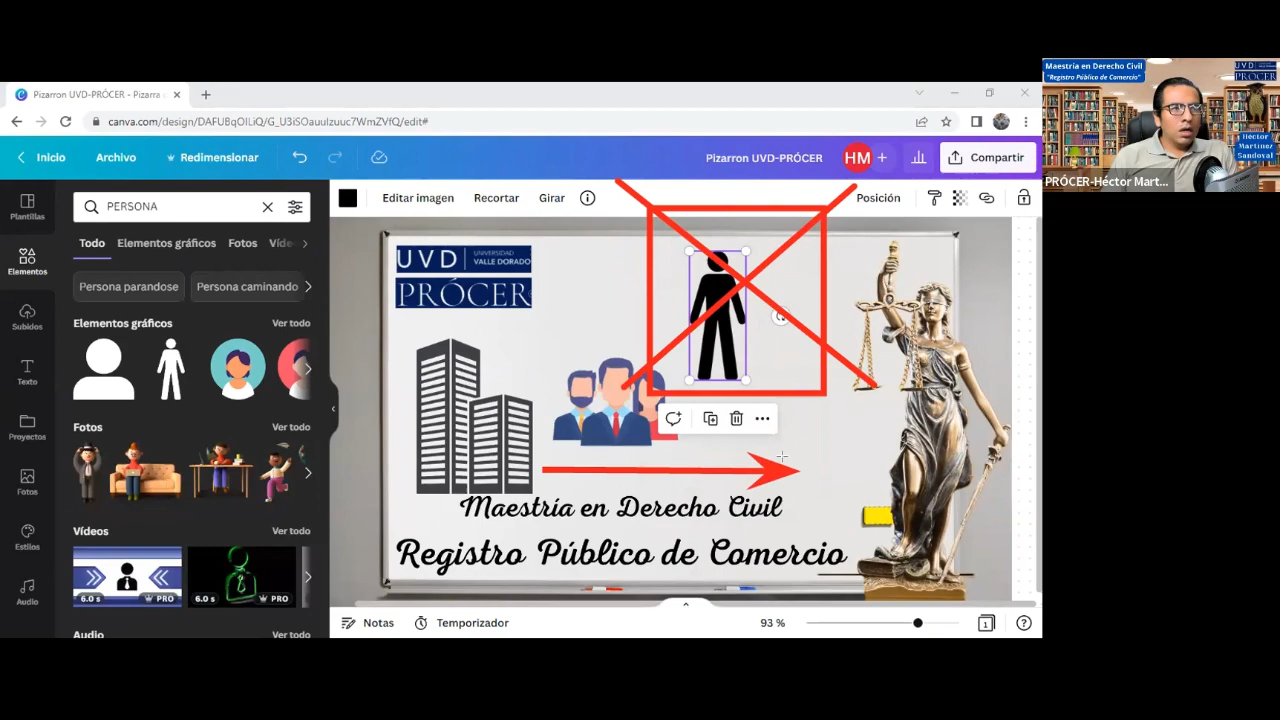 Pizarron UVD-PRÓCER - Pizarra
canva.com/design/DAFUBqOILiQ/G_U3iSOauulzuuc7WmZVfQ/edit#
Inicio
Archivo
Redimensionar
Pizarron UVD-PRÓCER
HM
Compartir
Plantillas
Elementos
Subidos
Texto
Proyectos
Fotos
Estilos
Audio
PERSONA
Todo
Elementos gráficos
Fotos
Víde
Persona parandose
Persona caminando
Elementos gráficos
Ver todo
Fotos
Ver todo
Vídeos
Ver todo
6.0 s
PRO
6.0 s
PRO
Audio
Ver todo
Editar imagen
Recortar
Girar
Posición
UVD
UNIVERSIDAD
VALLE DORADO
PRÓCER
Maestría en Derecho Civil
Registro Público de Comercio
Notas
Temporizador
93 %
1
Maestría en Derecho Civil
"Registro Público de Comercio"
UVD
PRÓCER
Héctor
Martínez
Sandoval
PRÓCER-Héctor Mart...